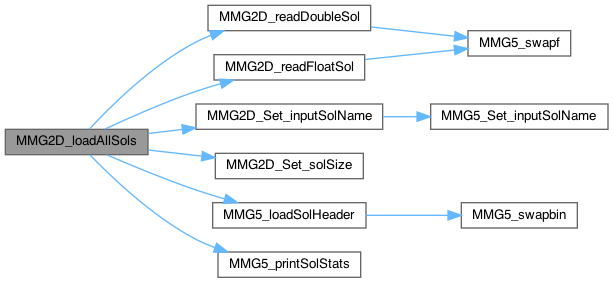 MMG2D_readDoubleSol
MMG5_swapf
MMG2D_readFloatSol
MMG2D_Set_inputSolName
MMG5_Set_inputSolName
MMG2D_loadAllSols
MMG2D_Set_solSize
MMG5_loadSolHeader
MMG5_swapbin
MMG5_printSolStats